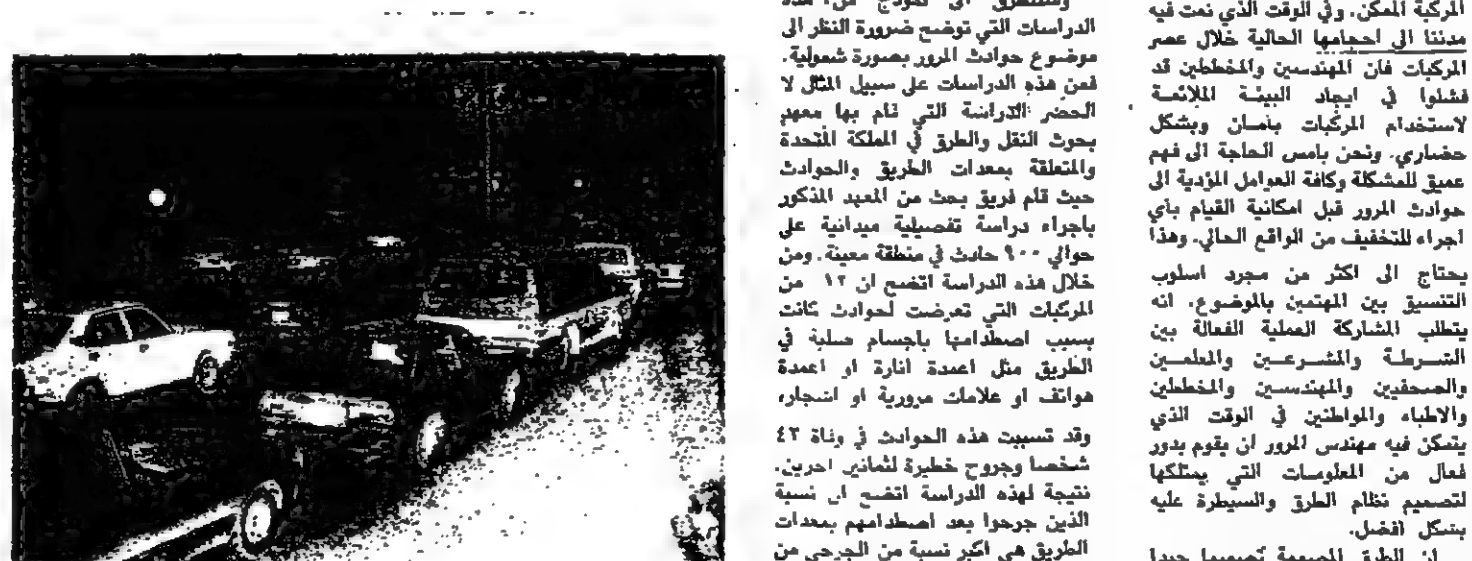 المركبة الممكن. وفي الوقت الذي نمت فيه
مدننا الى احجامها الحالية خلال عصر
المركبات فان المهندسين والمخططين قد
فشلوا في ايجاد البيئة الملائمة
لاستخدام المركبات بامان وبشكل
حضاري. ونحن بامس الحاجة الى فهم
عميق للمشكلة وكافة العوامل المؤدية الى
حوادث المرور قبل امكانية القيام بأي
اجراء للتخفيف من الواقع الحالي. وهذا
يحتاج الى اكثر من مجرد اسلوب
التنسيق بين المهتمين بالموضوع. انه
يتطلب المشاركة العملية الفعالة بين
الشرطة والمشرعين والمعلمين
والصحفيين والمهندسين والمخططين
والاطباء والمواطنين في الوقت الذي
يتمكن فيه مهندس المرور ان يقوم بدور
فعال من المعلومات التي يمتلكها
لتصميم نظام الطرق والسيطرة عليه
بشكل افضل.
ان الطرق المصممة تصميما جيدا
وسنتطرق الى نموذج من هذه
الدراسات التي توضح ضرورة النظر الى
موضوع حوادث المرور بصورة شمولية.
فمن هذه الدراسات على سبيل المثال لا
الحصر الدراسة التي قام بها معهد
بحوث النقل والطرق في المملكة المتحدة
والمتعلقة بمعدات الطريق والحوادث
حيث قام فريق بحث من المعهد المذكور
باجراء دراسة تفصيلية ميدانية على
حوالي ٩٠٠ حادث في منطقة معينة. ومن
خلال هذه الدراسة اتضح ان من
المركبات التي تعرضت لحوادث كانت
بسبب اصطدامها باجسام صلبة في
الطريق مثل اعمدة انارة او اعمدة
هواتف او علامات مرورية او اشجار،
وقد تسببت هذه الحوادث في وفاة ٤٢
شخصا وجروح خطيرة لثمانين اخرين.
نتيجة لهذه الدراسة اتضح ان نسبة
الذين جرحوا بعد اصطدامهم بمعدات
الطريق هي اكبر نسبة من الجرحى من